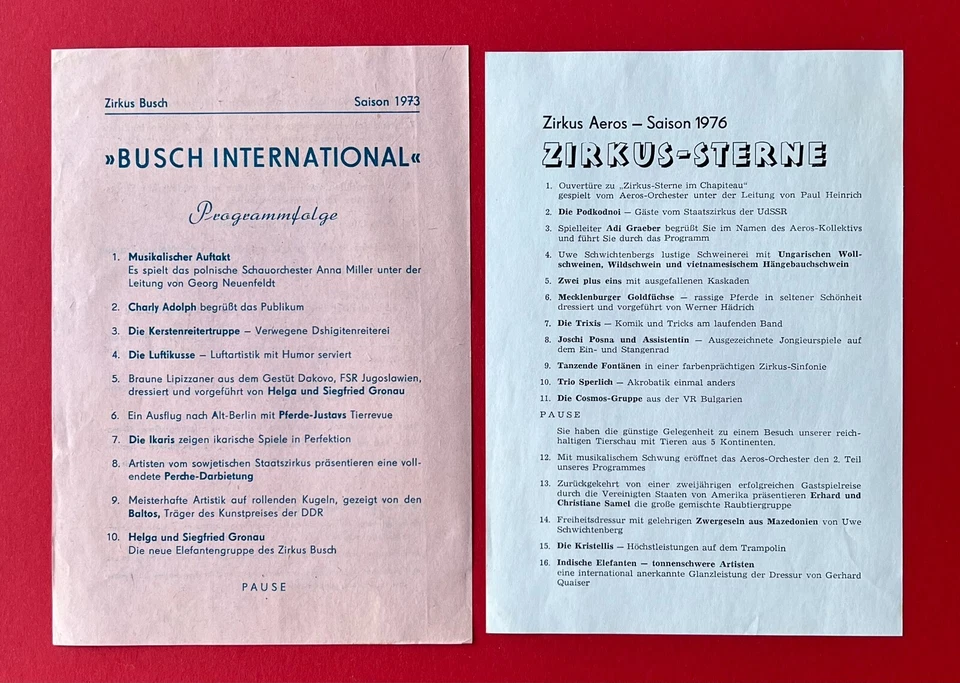 Zirkus Busch Saison 1973
»BUSCH INTERNATIONAL«
Programmfolge
1. Musikalischer Auftakt
Es spielt das polnische Schauorchester Anna Miller unter der
Leitung von Georg Neuenfeldt
2. Charly Adolph begrüßt das Publikum
3. Die Kerstenreitertruppe – Verwegene Dshigitenreiterei
4. Die Luftikusse – Luftartistik mit Humor serviert
5. Braune Lipizzaner aus dem Gestüt Dakovo, FSR Jugoslawien,
dressiert und vorgeführt von Helga und Siegfried Gronau
6. Ein Ausflug nach Alt-Berlin mit Pferde-Justavs Tierrevue
7. Die Ikaris zeigen ikarische Spiele in Perfektion
8. Artisten vom sowjetischen Staatszirkus präsentieren eine voll-
endete Perche-Darbietung
9. Meisterhafte Artistik auf rollenden Kugeln, gezeigt von den
Baltos, Träger des Kunstpreises der DDR
10. Helga und Siegfried Gronau
Die neue Elefantengruppe des Zirkus Busch
PAUSE
Zirkus Aeros – Saison 1976
ZIRKUS-STERNE
1. Ouvertüre zu „Zirkus-Sterne im Chapiteau“
gespielt vom Aeros-Orchester unter der Leitung von Paul Heinrich
2. Die Podkodnoi – Gäste vom Staatszirkus der UdSSR
3. Spielleiter Adi Graeber begrüßt Sie im Namen des Aeros-Kollektivs
und führt Sie durch das Programm
4. Uwe Schwichtenbergs lustige Schweinerei mit Ungarischen Woll-
schweinen, Wildschwein und vietnamesischem Hängebauchschwein
5. Zwei plus eins mit ausgefallenen Kaskaden
6. Mecklenburger Goldfüchse – rassige Pferde in seltener Schönheit
dressiert und vorgeführt von Werner Hädrich
7. Die Trixis – Komik und Tricks am laufenden Band
8. Joschi Posna und Assistentin – Ausgezeichnete Jongleurspiele auf
dem Ein- und Stangenrad
9. Tanzende Fontänen in einer farbenprächtigen Zirkus-Sinfonie
10. Trio Sperlich – Akrobatik einmal anders
11. Die Cosmos-Gruppe aus der VR Bulgarien
PAUSE
Sie haben die günstige Gelegenheit zu einem Besuch unserer reich-
haltigen Tierschau mit Tieren aus 5 Kontinenten.
12. Mit musikalischem Schwung eröffnet das Aeros-Orchester den 2. Teil
unseres Programmes
13. Zurückgekehrt von einer zweijährigen erfolgreichen Gastspielreise
durch die Vereinigten Staaten von Amerika präsentieren Erhard und
Christiane Samel die große gemischte Raubtiergruppe
14. Freiheitsdressur mit gelehrigen Zwergeseln aus Mazedonien von Uwe
Schwichtenberg
15. Die Kristellis – Höchstleistungen auf dem Trampolin
16. Indische Elefanten – tonnenschwere Artisten
eine international anerkannte Glanzleistung der Dressur von Gerhard
Quaiser